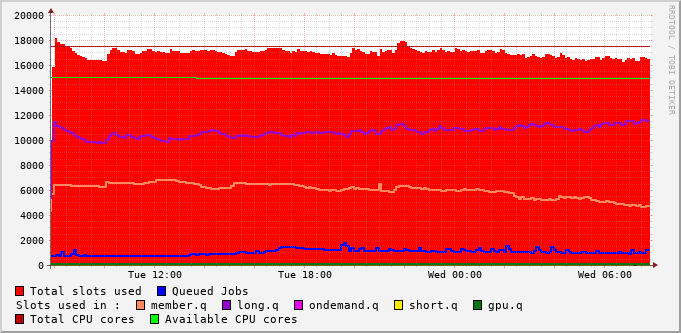 20000
18000
16000
14000
12000
10000
8000
6000
4000
2000
0
Tue 12:00 Tue 18:00 Wed 00:00 Wed 06:00
RRDTOOL / TOBI OETIKER
Total slots used Queued Jobs
Slots used in : member.q long.q ondemand.q short.q gpu.q
Total CPU cores Available CPU cores